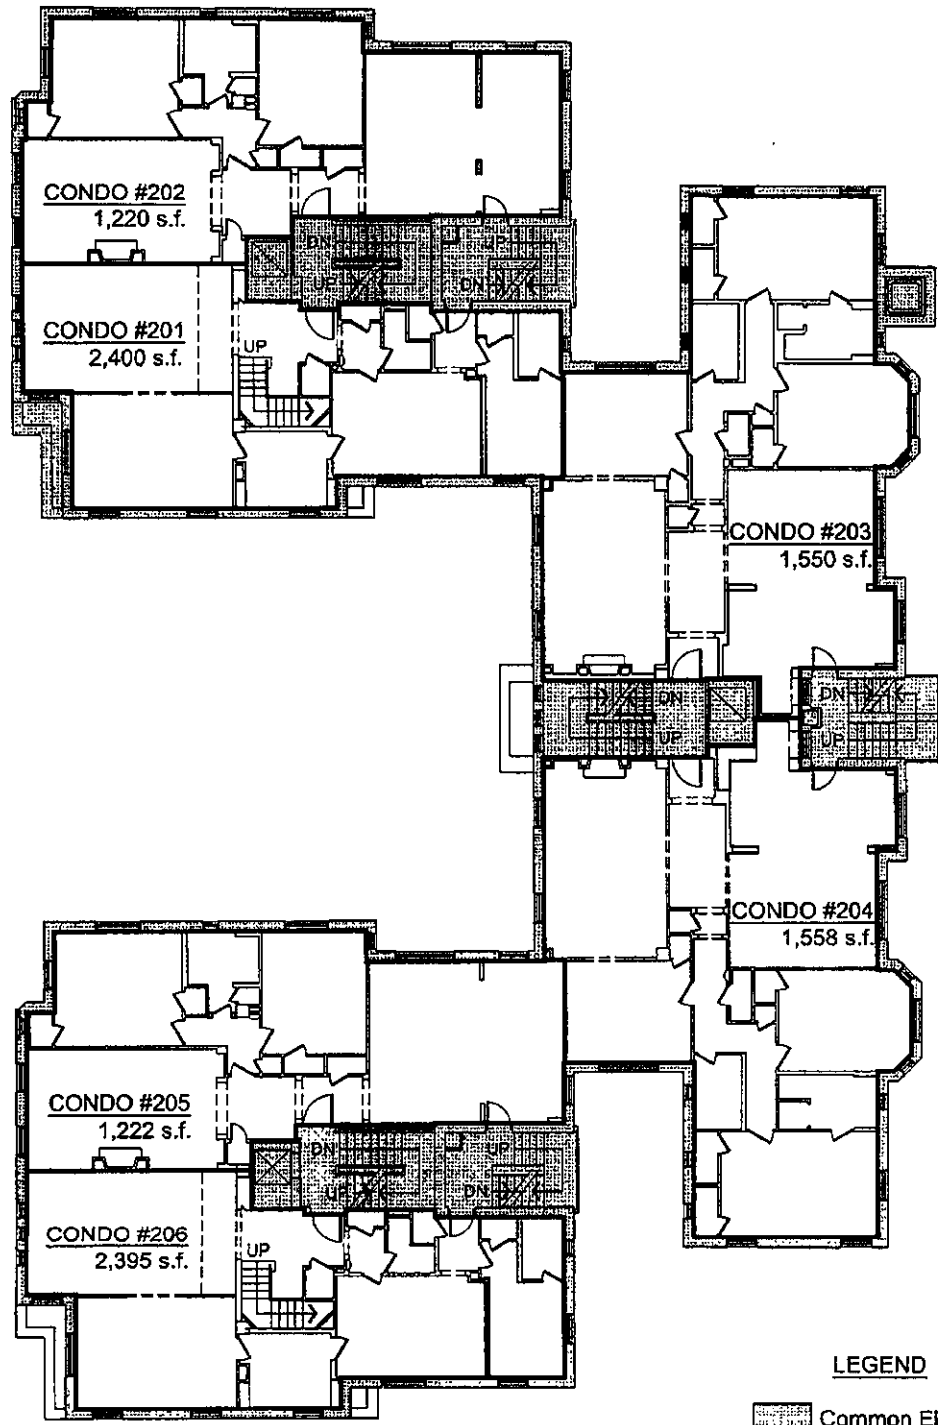 CONDO #202
1,220 s.f.
DN
UP
UP
DN
CONDO #201
2,400 s.f.
UP
CONDO #203
1,550 s.f.
DN
UP
DN
UP
CONDO #204
1,558 s.f.
CONDO #205
1,222 s.f.
DN
UP
UP
DN
CONDO #206
2,395 s.f.
UP
LEGEND
Common